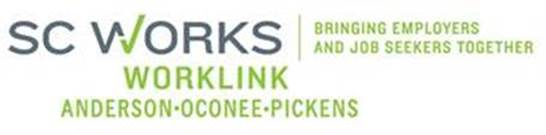 SC WORKS
BRINGING EMPLOYERS
AND JOB SEEKERS TOGETHER
WORKLINK
ANDERSON•OCONEE•PICKENS